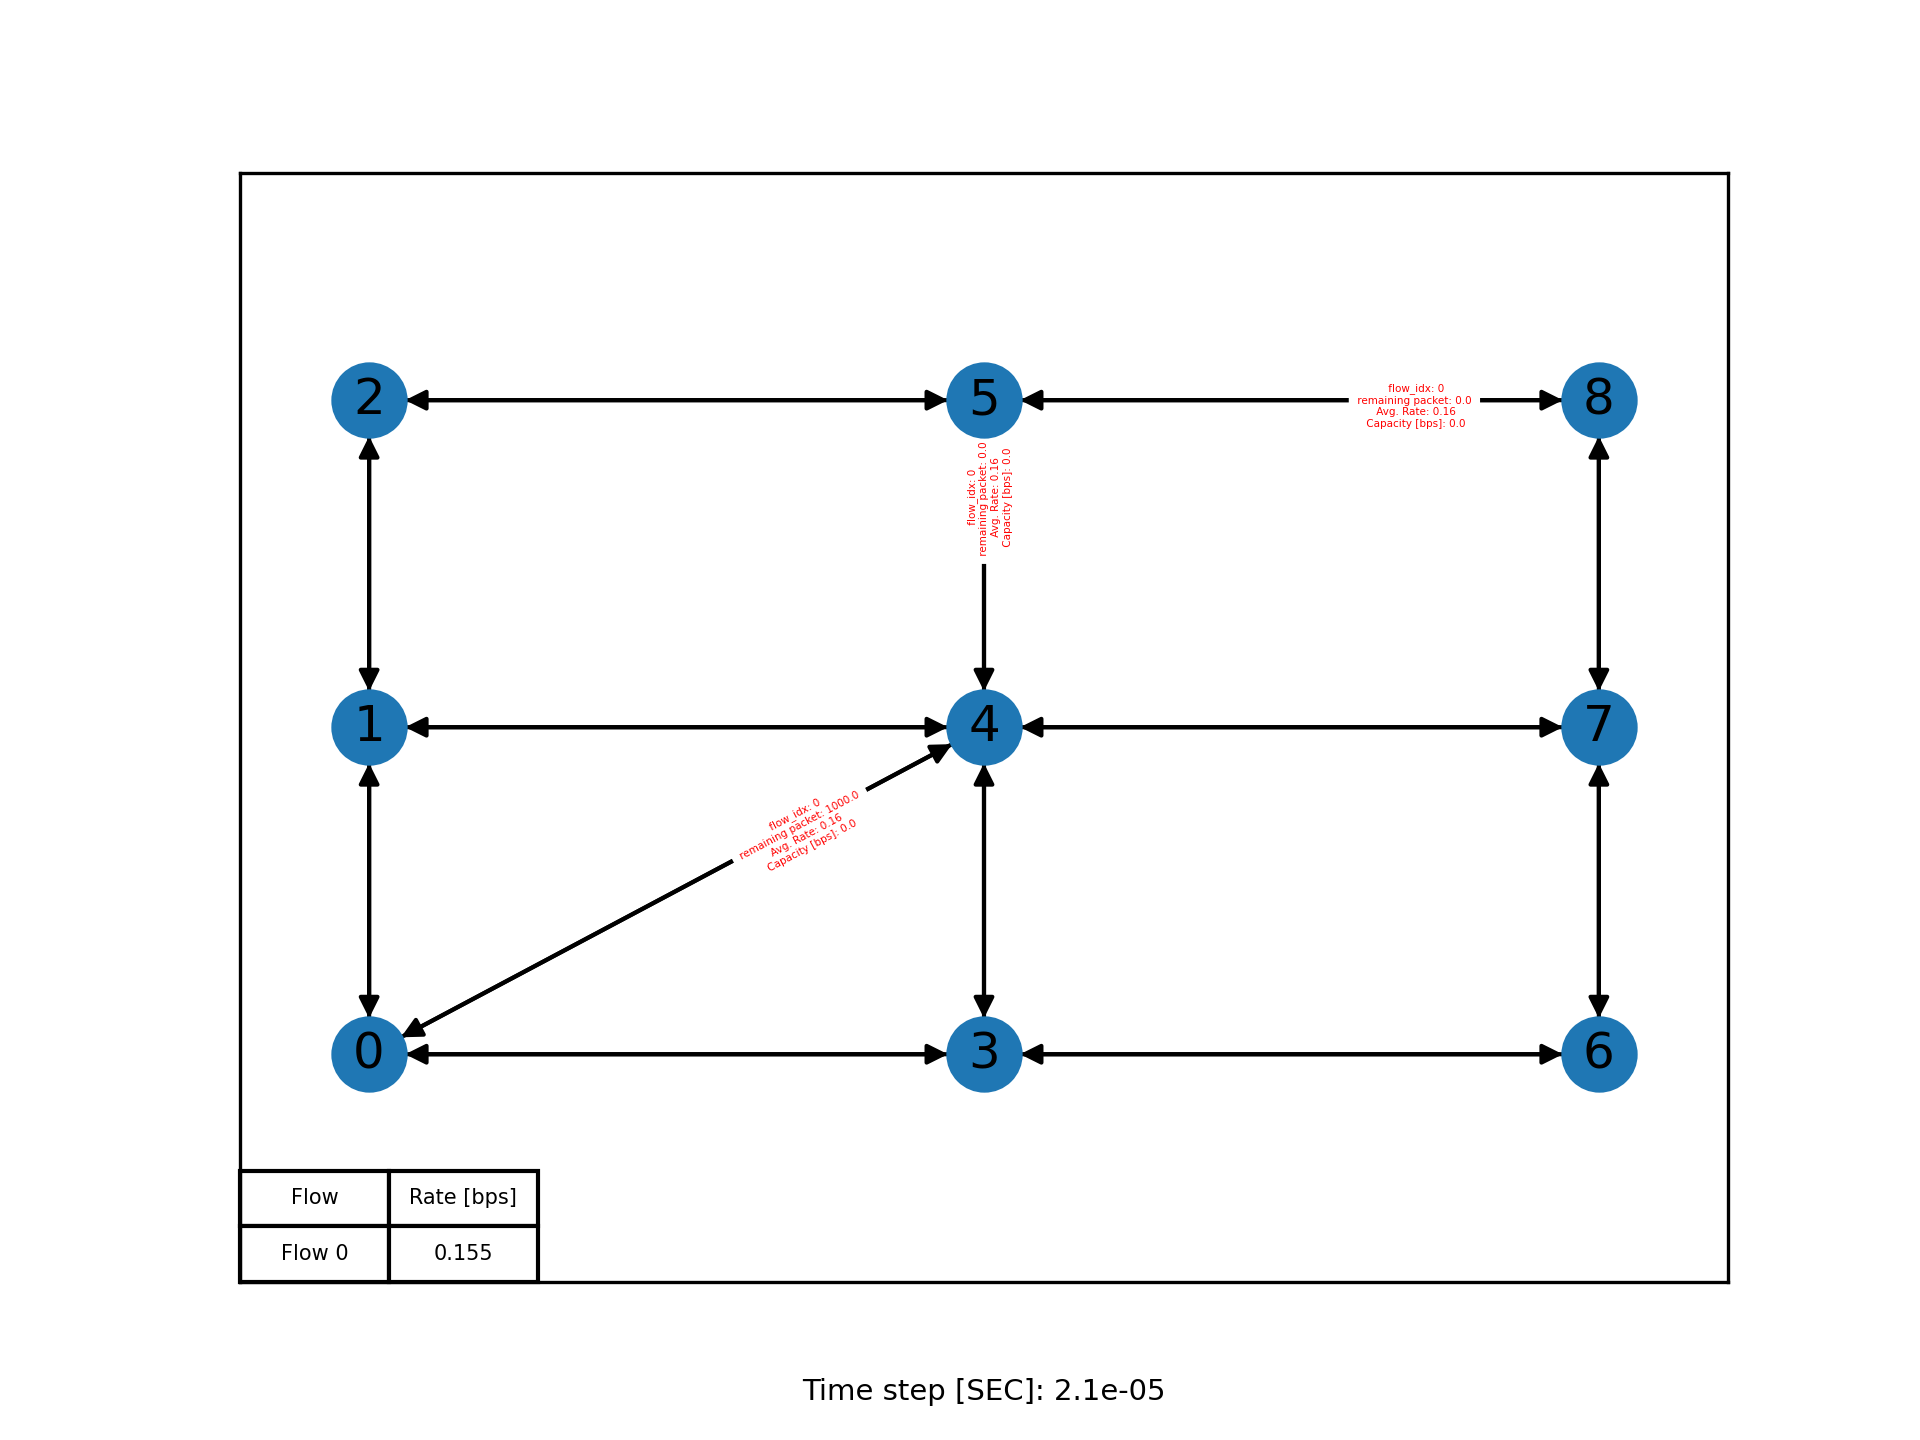 2
5
flow_idx: 0
remaining packet: 0.0
Avg. Rate: 0.16
Capacity [bps]: 0.0
8
flow_idx: 0
remaining packet: 0.0
Avg. Rate: 0.16
Capacity [bps]: 0.0
1
4
7
flow_idx: 0
remaining packet: 1000.0
Avg. Rate: 0.16
Capacity [bps]: 0.0
0
3
6
Flow Rate [bps]
Flow 0 0.155
Time step [SEC]: 2.1e-05